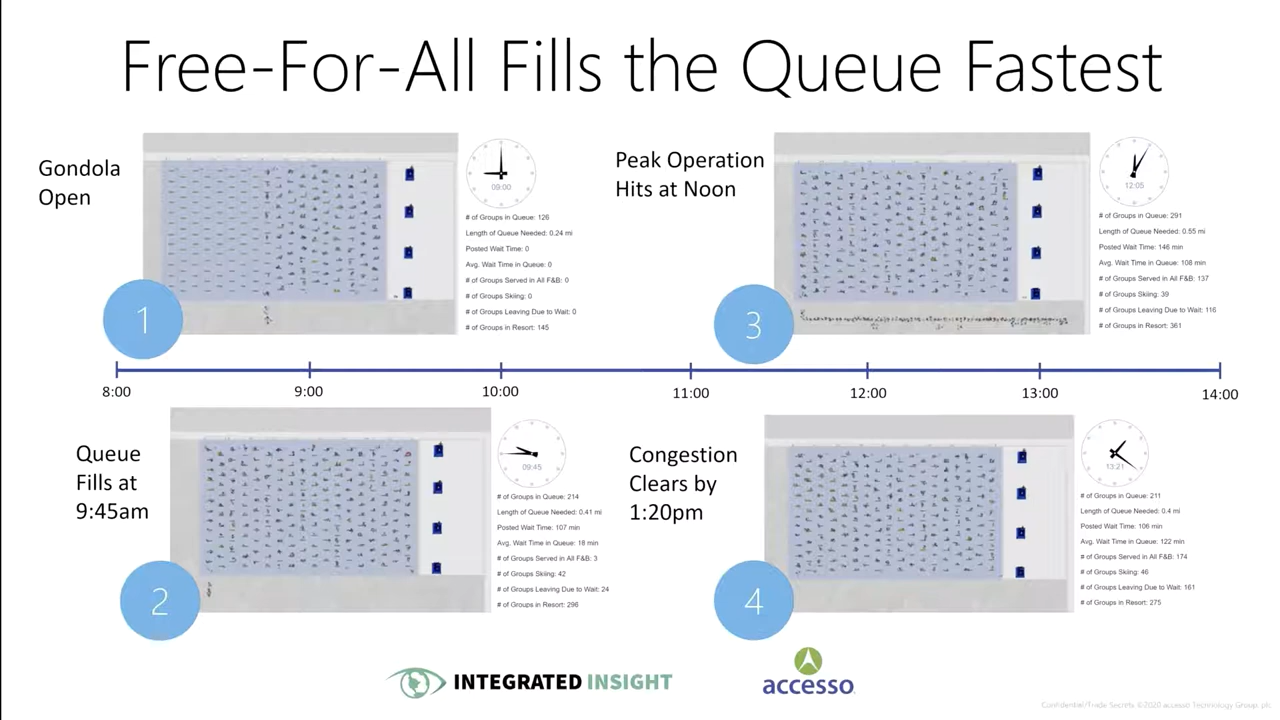 Free-For-All Fills the Queue Fastest
Gondola
Open
09:00
# of Groups in Queue: 126
Length of Queue Needed: 0.24 mi
Posted Wait Time: 0
Avg. Wait Time in Queue: 0
# of Groups Served in All F&B: 0
# of Groups Skiing: 0
# of Groups Leaving Due to Wait: 0
# of Groups in Resort: 145
1
Peak Operation
Hits at Noon
12:05
# of Groups in Queue: 291
Length of Queue Needed: 0.55 mi
Posted Wait Time: 146 min
Avg. Wait Time in Queue: 108 min
# of Groups Served in All F&B: 137
# of Groups Skiing: 39
# of Groups Leaving Due to Wait: 116
# of Groups in Resort: 361
3
8:00 9:00 10:00 11:00 12:00 13:00 14:00
Queue
Fills at
9:45am
09:45
# of Groups in Queue: 214
Length of Queue Needed: 0.41 mi
Posted Wait Time: 107 min
Avg. Wait Time in Queue: 18 min
# of Groups Served in All F&B: 3
# of Groups Skiing: 42
# of Groups Leaving Due to Wait: 24
# of Groups in Resort: 296
2
Congestion
Clears by
1:20pm
13:21
# of Groups in Queue: 211
Length of Queue Needed: 0.4 mi
Posted Wait Time: 106 min
Avg. Wait Time in Queue: 122 min
# of Groups Served in All F&B: 174
# of Groups Skiing: 46
# of Groups Leaving Due to Wait: 161
# of Groups in Resort: 275
4
INTEGRATED INSIGHT
accesso
Confidential/Trade Secrets ©2020 accesso Technology Group, plc